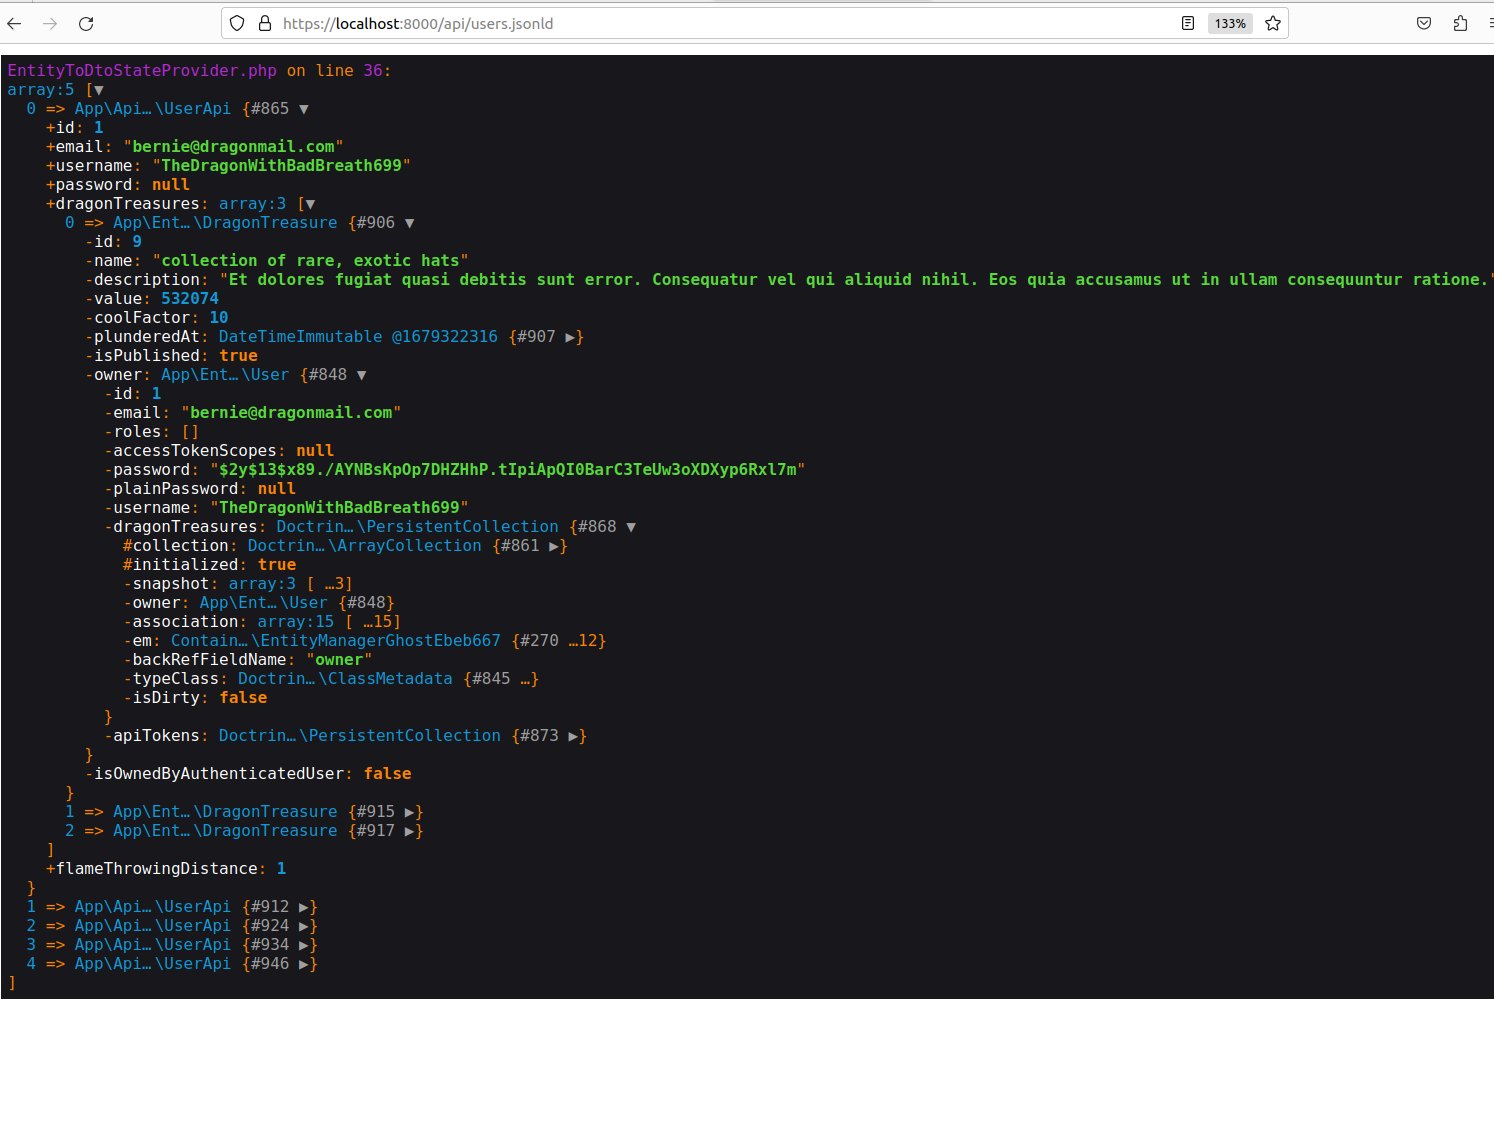 https://localhost:8000/api/users.jsonld 133%
EntityToDtoStateProvider.php on line 36:
array:5 [▼
  0 => App\Api…\UserApi {#865 ▼
    +id: 1
    +email: "bernie@dragonmail.com"
    +username: "TheDragonWithBadBreath699"
    +password: null
    +dragonTreasures: array:3 [▼
      0 => App\Ent…\DragonTreasure {#906 ▼
        -id: 9
        -name: "collection of rare, exotic hats"
        -description: "Et dolores fugiat quasi debitis sunt error. Consequatur vel qui aliquid nihil. Eos quia accusamus ut in ullam consequuntur ratione."
        -value: 532074
        -coolFactor: 10
        -plunderedAt: DateTimeImmutable @1679322316 {#907 ▶}
        -isPublished: true
        -owner: App\Ent…\User {#848 ▼
          -id: 1
          -email: "bernie@dragonmail.com"
          -roles: []
          -accessTokenScopes: null
          -password: "$2y$13$x89./AYNBsKpOp7DHZHhP.tIpiApQI0BarC3TeUw3oXDXyp6Rxl7m"
          -plainPassword: null
          -username: "TheDragonWithBadBreath699"
          -dragonTreasures: Doctrin…\PersistentCollection {#868 ▼
            #collection: Doctrin…\ArrayCollection {#861 ▶}
            #initialized: true
            -snapshot: array:3 [ …3]
            -owner: App\Ent…\User {#848}
            -association: array:15 [ …15]
            -em: Contain…\EntityManagerGhostEbeb667 {#270 …12}
            -backRefFieldName: "owner"
            -typeClass: Doctrin…\ClassMetadata {#845 …}
            -isDirty: false
          }
          -apiTokens: Doctrin…\PersistentCollection {#873 ▶}
        }
        -isOwnedByAuthenticatedUser: false
      }
      1 => App\Ent…\DragonTreasure {#915 ▶}
      2 => App\Ent…\DragonTreasure {#917 ▶}
    ]
    +flameThrowingDistance: 1
  }
  1 => App\Api…\UserApi {#912 ▶}
  2 => App\Api…\UserApi {#924 ▶}
  3 => App\Api…\UserApi {#934 ▶}
  4 => App\Api…\UserApi {#946 ▶}
]